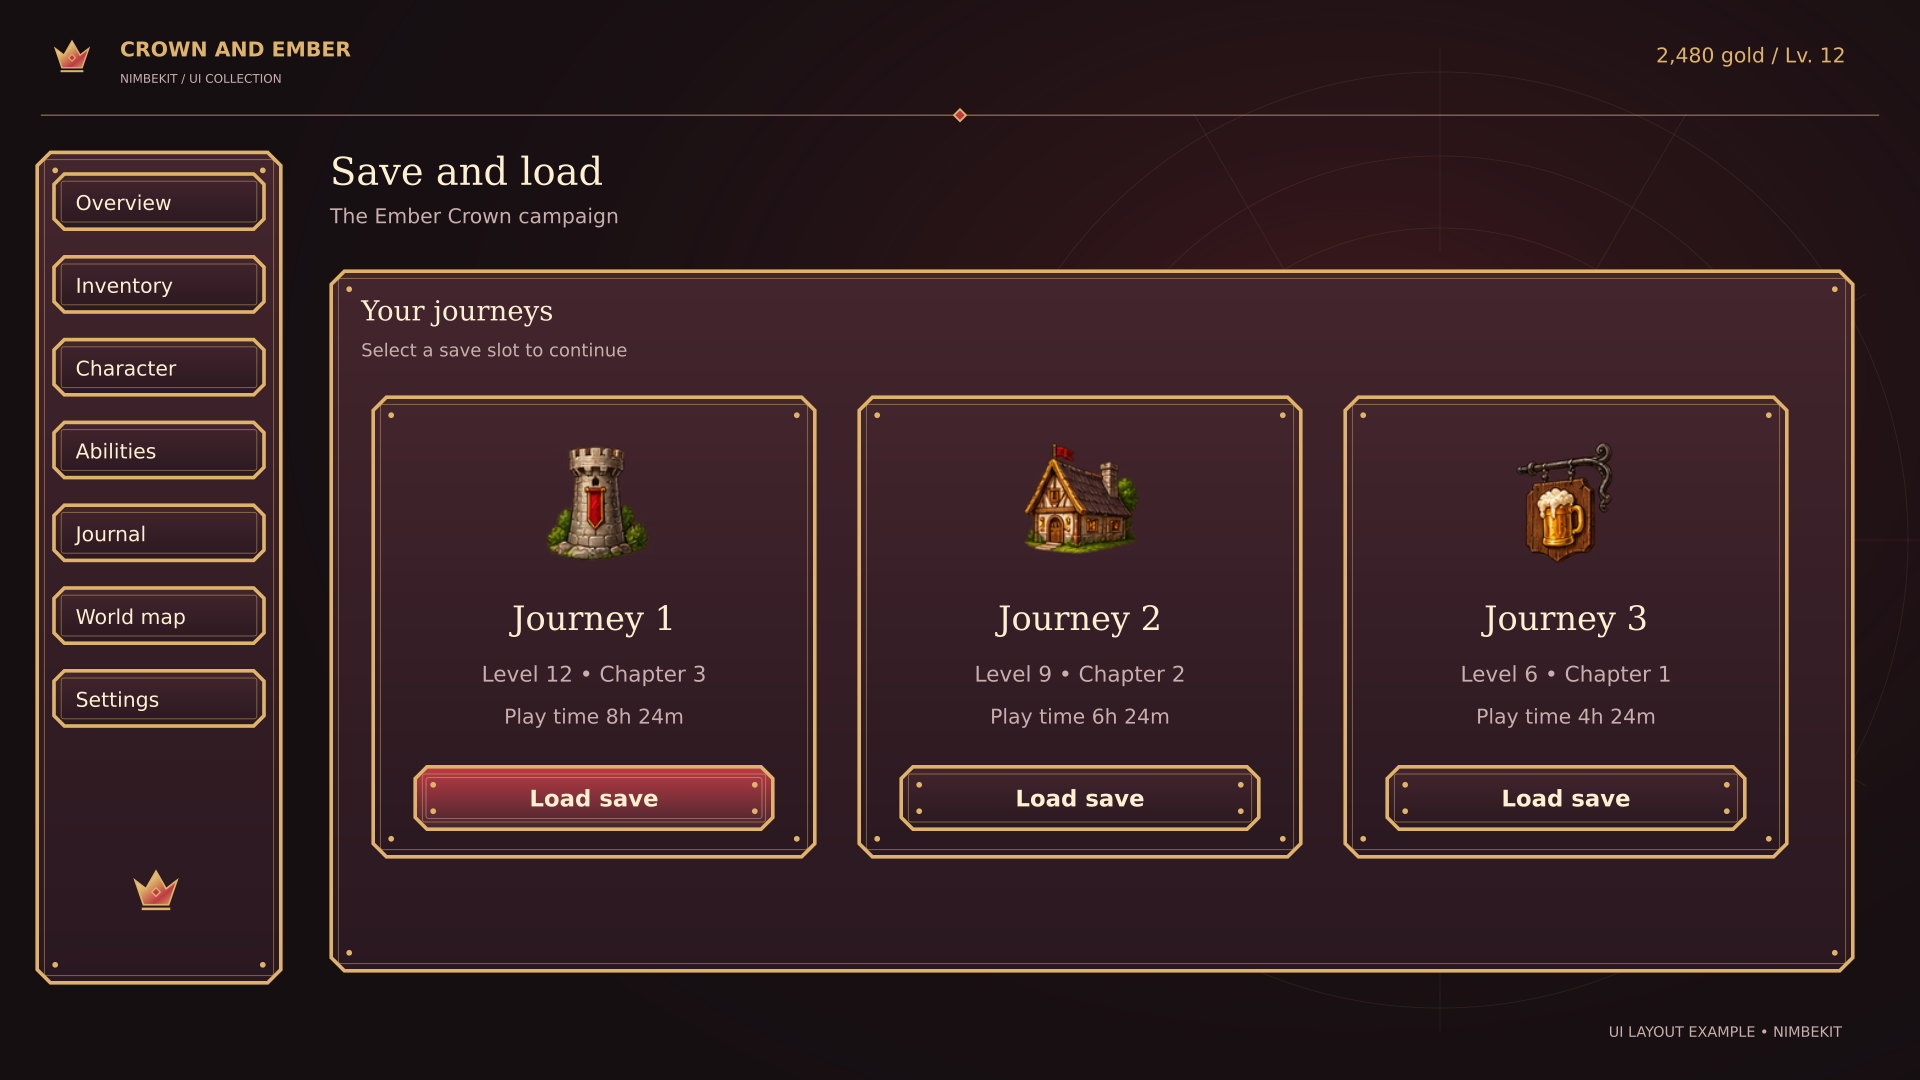 CROWN AND EMBER
NIMBEKIT / UI COLLECTION
2,480 gold / Lv. 12
Overview
Inventory
Character
Abilities
Journal
World map
Settings
Save and load
The Ember Crown campaign
Your journeys
Select a save slot to continue
Journey 1
Level 12 • Chapter 3
Play time 8h 24m
Load save
Journey 2
Level 9 • Chapter 2
Play time 6h 24m
Load save
Journey 3
Level 6 • Chapter 1
Play time 4h 24m
Load save
UI LAYOUT EXAMPLE • NIMBEKIT